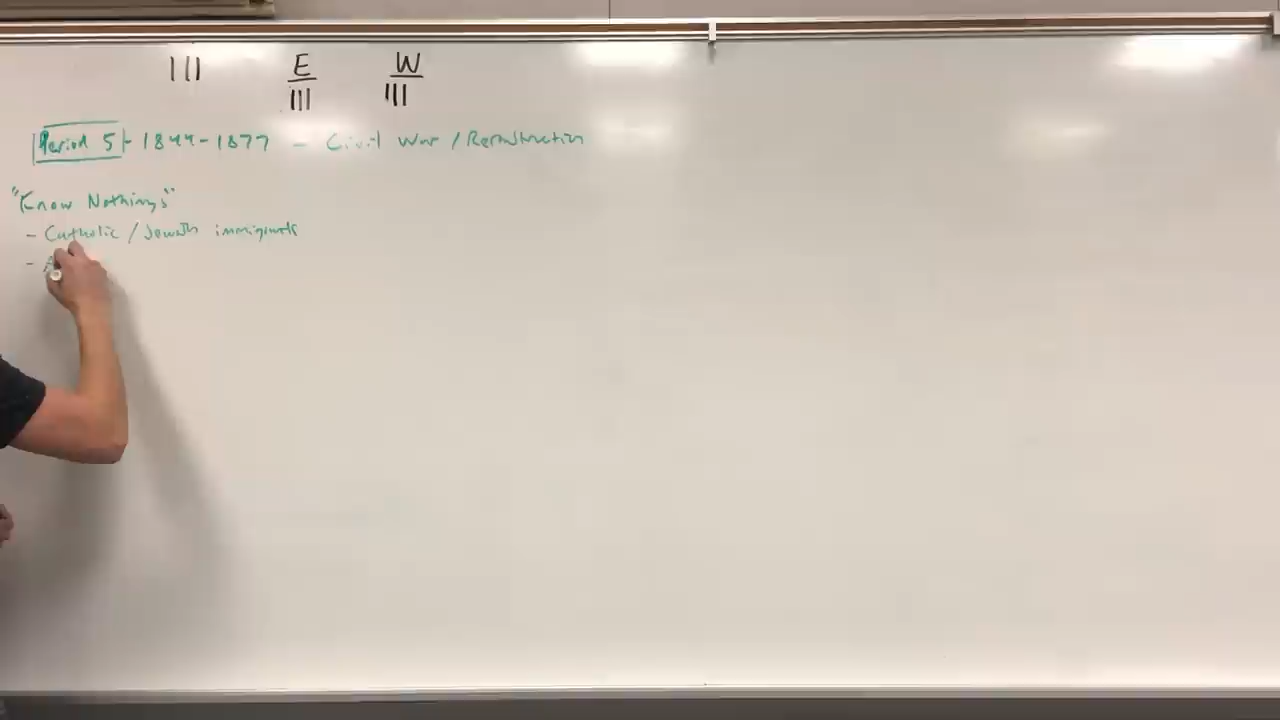 ||| E W
||| |||
Period 5 - 1844-1877 - Civil War / Reconstruction
"Know Nothings"
- Catholic / Jewish immigrants
- A